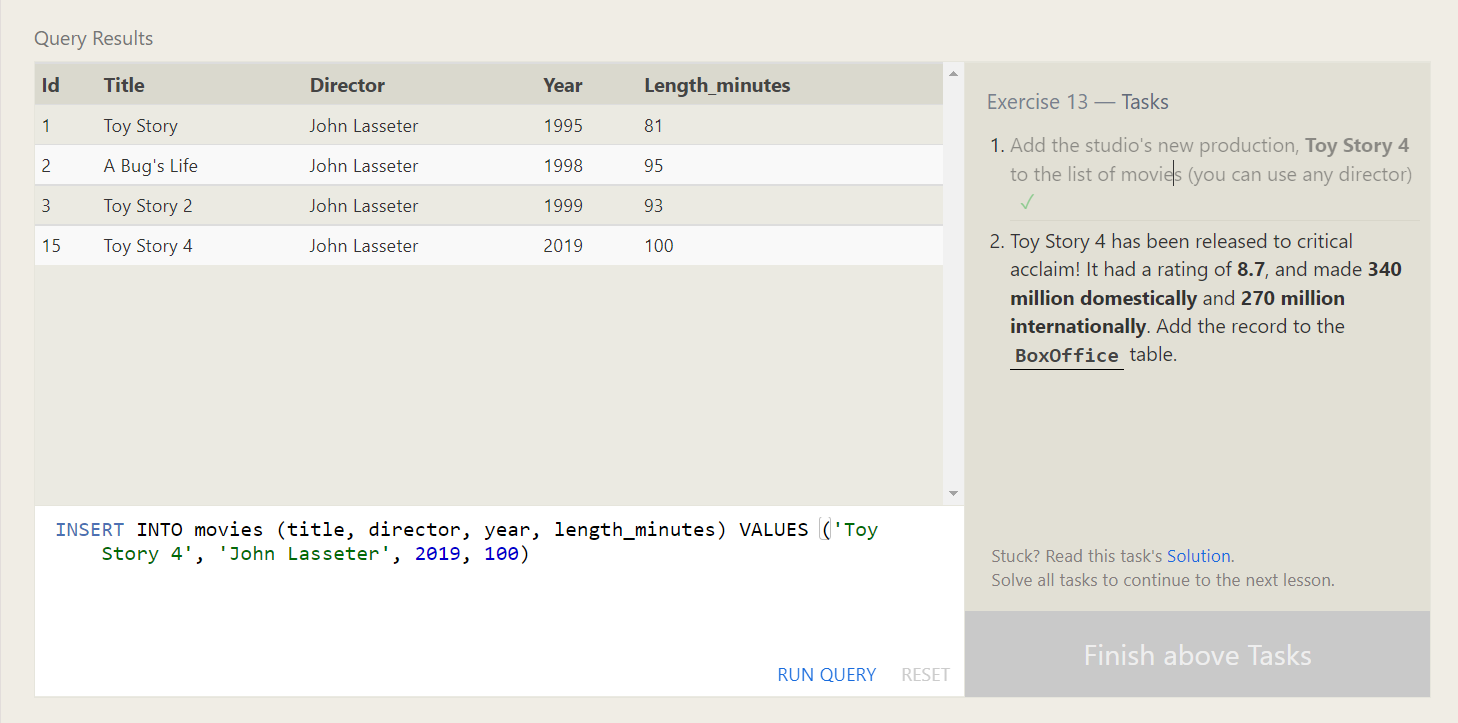 Query Results
Id Title Director Year Length_minutes
1 Toy Story John Lasseter 1995 81
2 A Bug's Life John Lasseter 1998 95
3 Toy Story 2 John Lasseter 1999 93
15 Toy Story 4 John Lasseter 2019 100
INSERT INTO movies (title, director, year, length_minutes) VALUES ('Toy
Story 4', 'John Lasseter', 2019, 100)
RUN QUERY RESET
Exercise 13 — Tasks
1. Add the studio's new production, Toy Story 4
to the list of movies (you can use any director)
✓
2. Toy Story 4 has been released to critical
acclaim! It had a rating of 8.7, and made 340
million domestically and 270 million
internationally. Add the record to the
BoxOffice table.
Stuck? Read this task's Solution.
Solve all tasks to continue to the next lesson.
Finish above Tasks